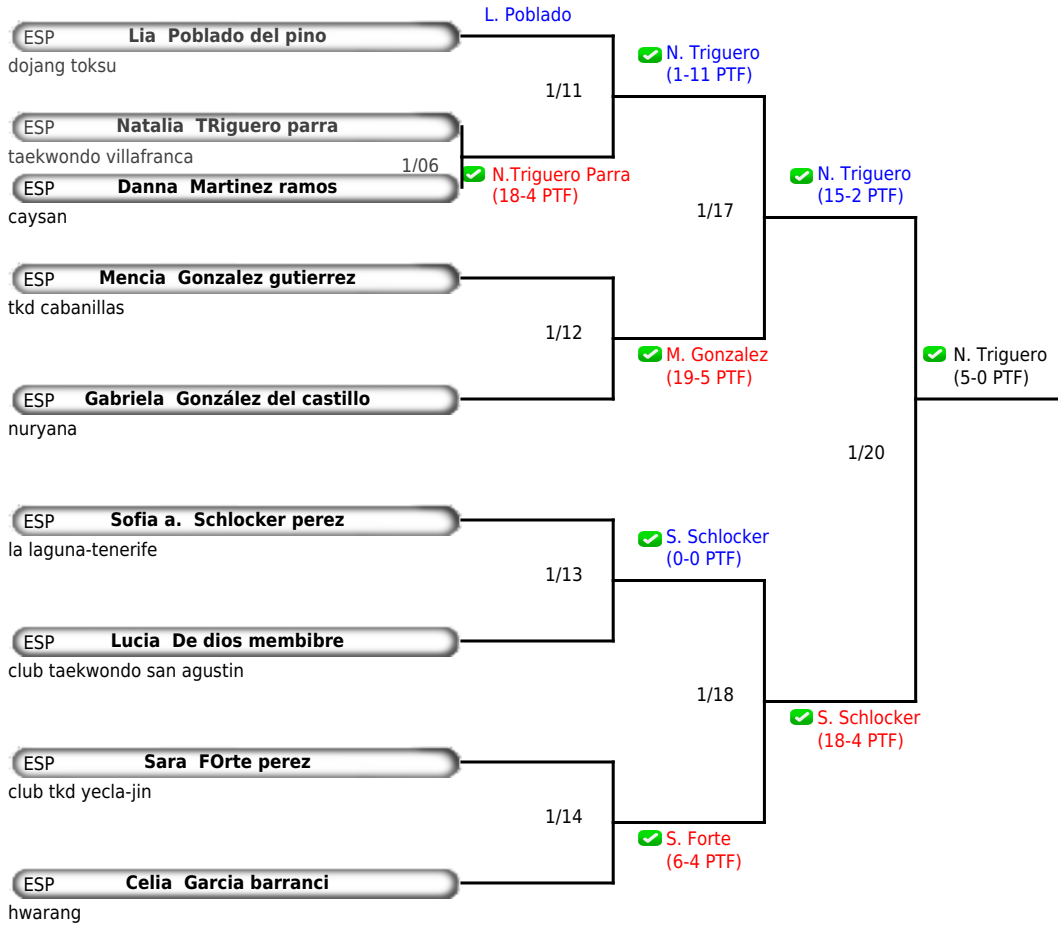 L. Poblado
ESP Lia Poblado del pino
dojang toksu
N. Triguero
(1-11 PTF)
1/11
ESP Natalia TRiguero parra
taekwondo villafranca
1/06
N.Triguero Parra
(18-4 PTF)
ESP Danna Martinez ramos
caysan
N. Triguero
(15-2 PTF)
1/17
ESP Mencia Gonzalez gutierrez
tkd cabanillas
1/12
M. Gonzalez
(19-5 PTF)
N. Triguero
(5-0 PTF)
ESP Gabriela González del castillo
nuryana
1/20
ESP Sofia a. Schlocker perez
la laguna-tenerife
S. Schlocker
(0-0 PTF)
1/13
ESP Lucia De dios membibre
club taekwondo san agustin
1/18
S. Schlocker
(18-4 PTF)
ESP Sara FOrte perez
club tkd yecla-jin
1/14
S. Forte
(6-4 PTF)
ESP Celia Garcia barranci
hwarang